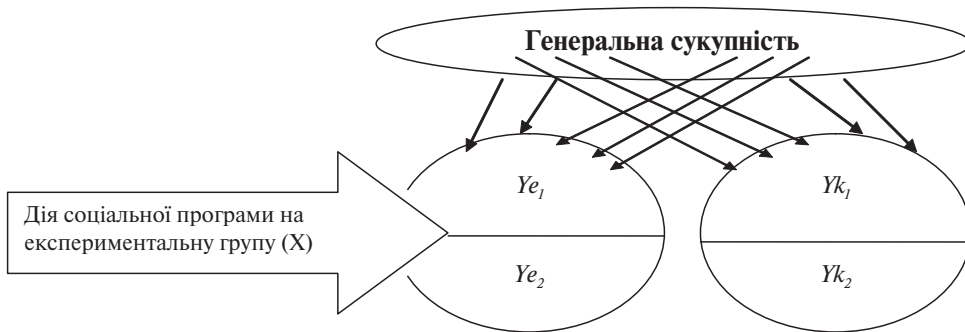 Генеральна сукупність
Ye₁
Yk₁
Дія соціальної програми на
експериментальну групу (X)
Ye₂
Yk₂